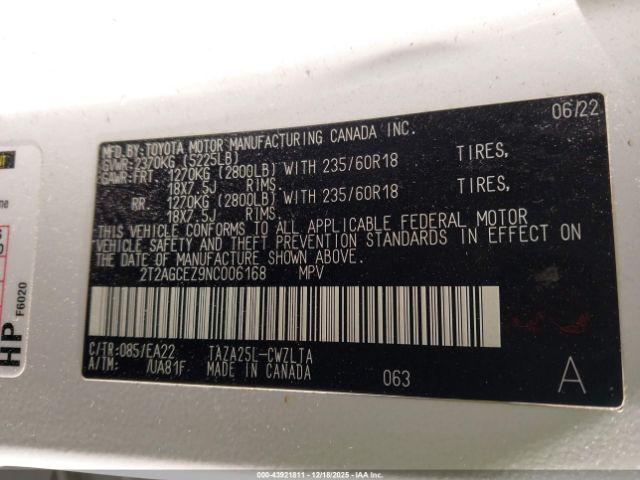 06/22
MFD. BY: TOYOTA MOTOR MANUFACTURING CANADA INC.
GVWR: 2370KG (5225LB)
GAWR: FRT 1270KG (2800LB) WITH 235/60R18 TIRES,
18X7.5J RIMS.
RR 1270KG (2800LB) WITH 235/60R18 TIRES,
18X7.5J RIMS.
THIS VEHICLE CONFORMS TO ALL APPLICABLE FEDERAL MOTOR
VEHICLE SAFETY AND THEFT PREVENTION STANDARDS IN EFFECT ON
THE DATE OF MANUFACTURE SHOWN ABOVE.
2T2AGCEZ9NC006168 MPV
C/TR: 085/EA22 TAZA25L-CWZLTA
A/TM: /UA81F MADE IN CANADA
063
A
HP
F6020
000-43921811 - 12/18/2025 - IAA Inc.